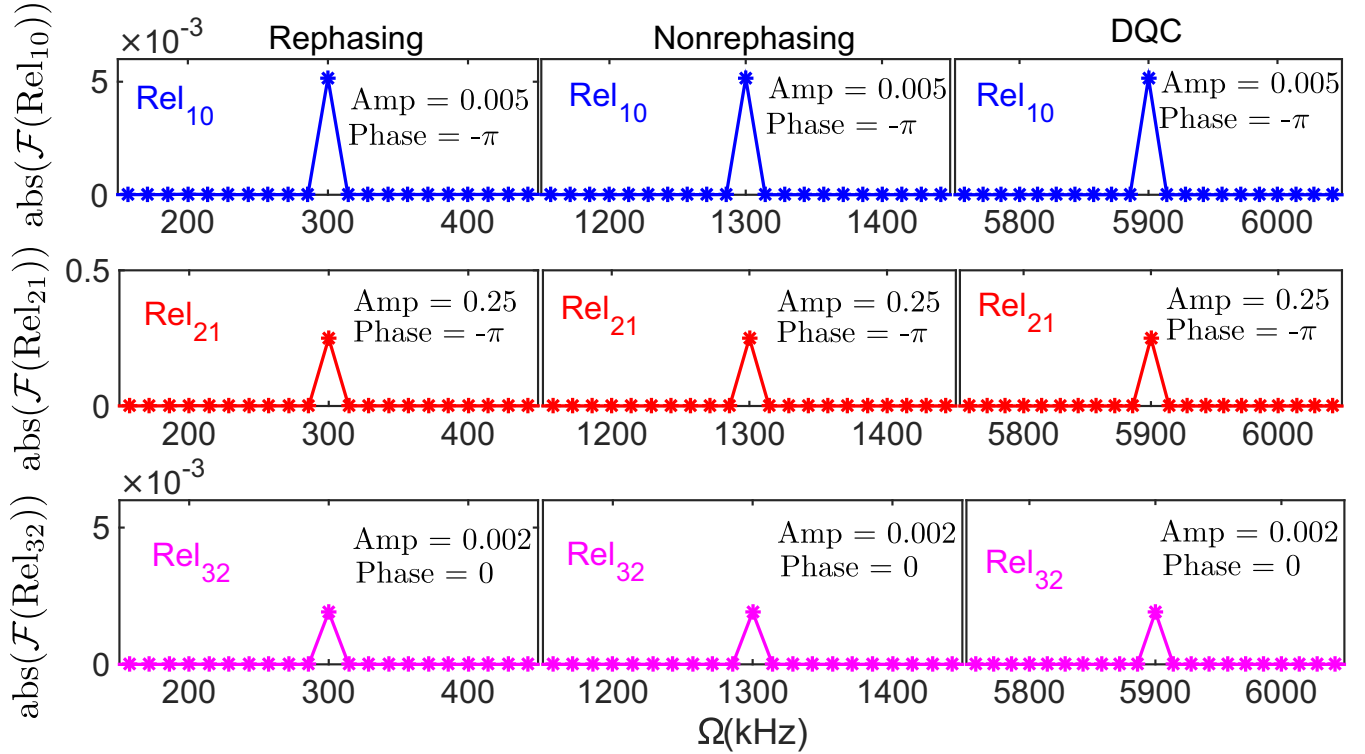 Rephasing Nonrephasing DQC
×10⁻³
abs(ℱ(Rel₁₀))
5
0
Rel₁₀ Amp = 0.005
Phase = -π
Rel₁₀ Amp = 0.005
Phase = -π
Rel₁₀ Amp = 0.005
Phase = -π
200 300 400 1200 1300 1400 5800 5900 6000
abs(ℱ(Rel₂₁))
0.5
0
Rel₂₁ Amp = 0.25
Phase = -π
Rel₂₁ Amp = 0.25
Phase = -π
Rel₂₁ Amp = 0.25
Phase = -π
200 300 400 1200 1300 1400 5800 5900 6000
×10⁻³
abs(ℱ(Rel₃₂))
5
0
Rel₃₂ Amp = 0.002
Phase = 0
Rel₃₂ Amp = 0.002
Phase = 0
Rel₃₂ Amp = 0.002
Phase = 0
200 300 400 1200 1300 1400 5800 5900 6000
Ω(kHz)